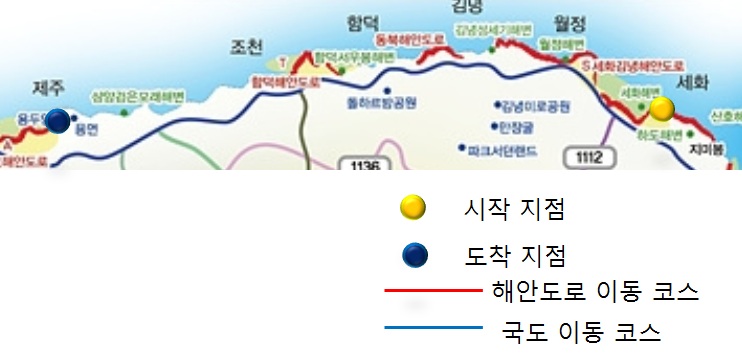 김녕
함덕
월정
김녕성세기해변
동북해안도로
조천
함덕서우봉해변
월정해변
T
S 세화김녕해안도로
함덕해안도로
제주
세화
세화해변
삼양검은모래해변
돌하르방공원
김녕미로공원
용연
만장굴
하도해변
A
해안도로
파크서던랜드
지미봉
1136
1112
시작 지점
도착 지점
해안도로 이동 코스
국도 이동 코스